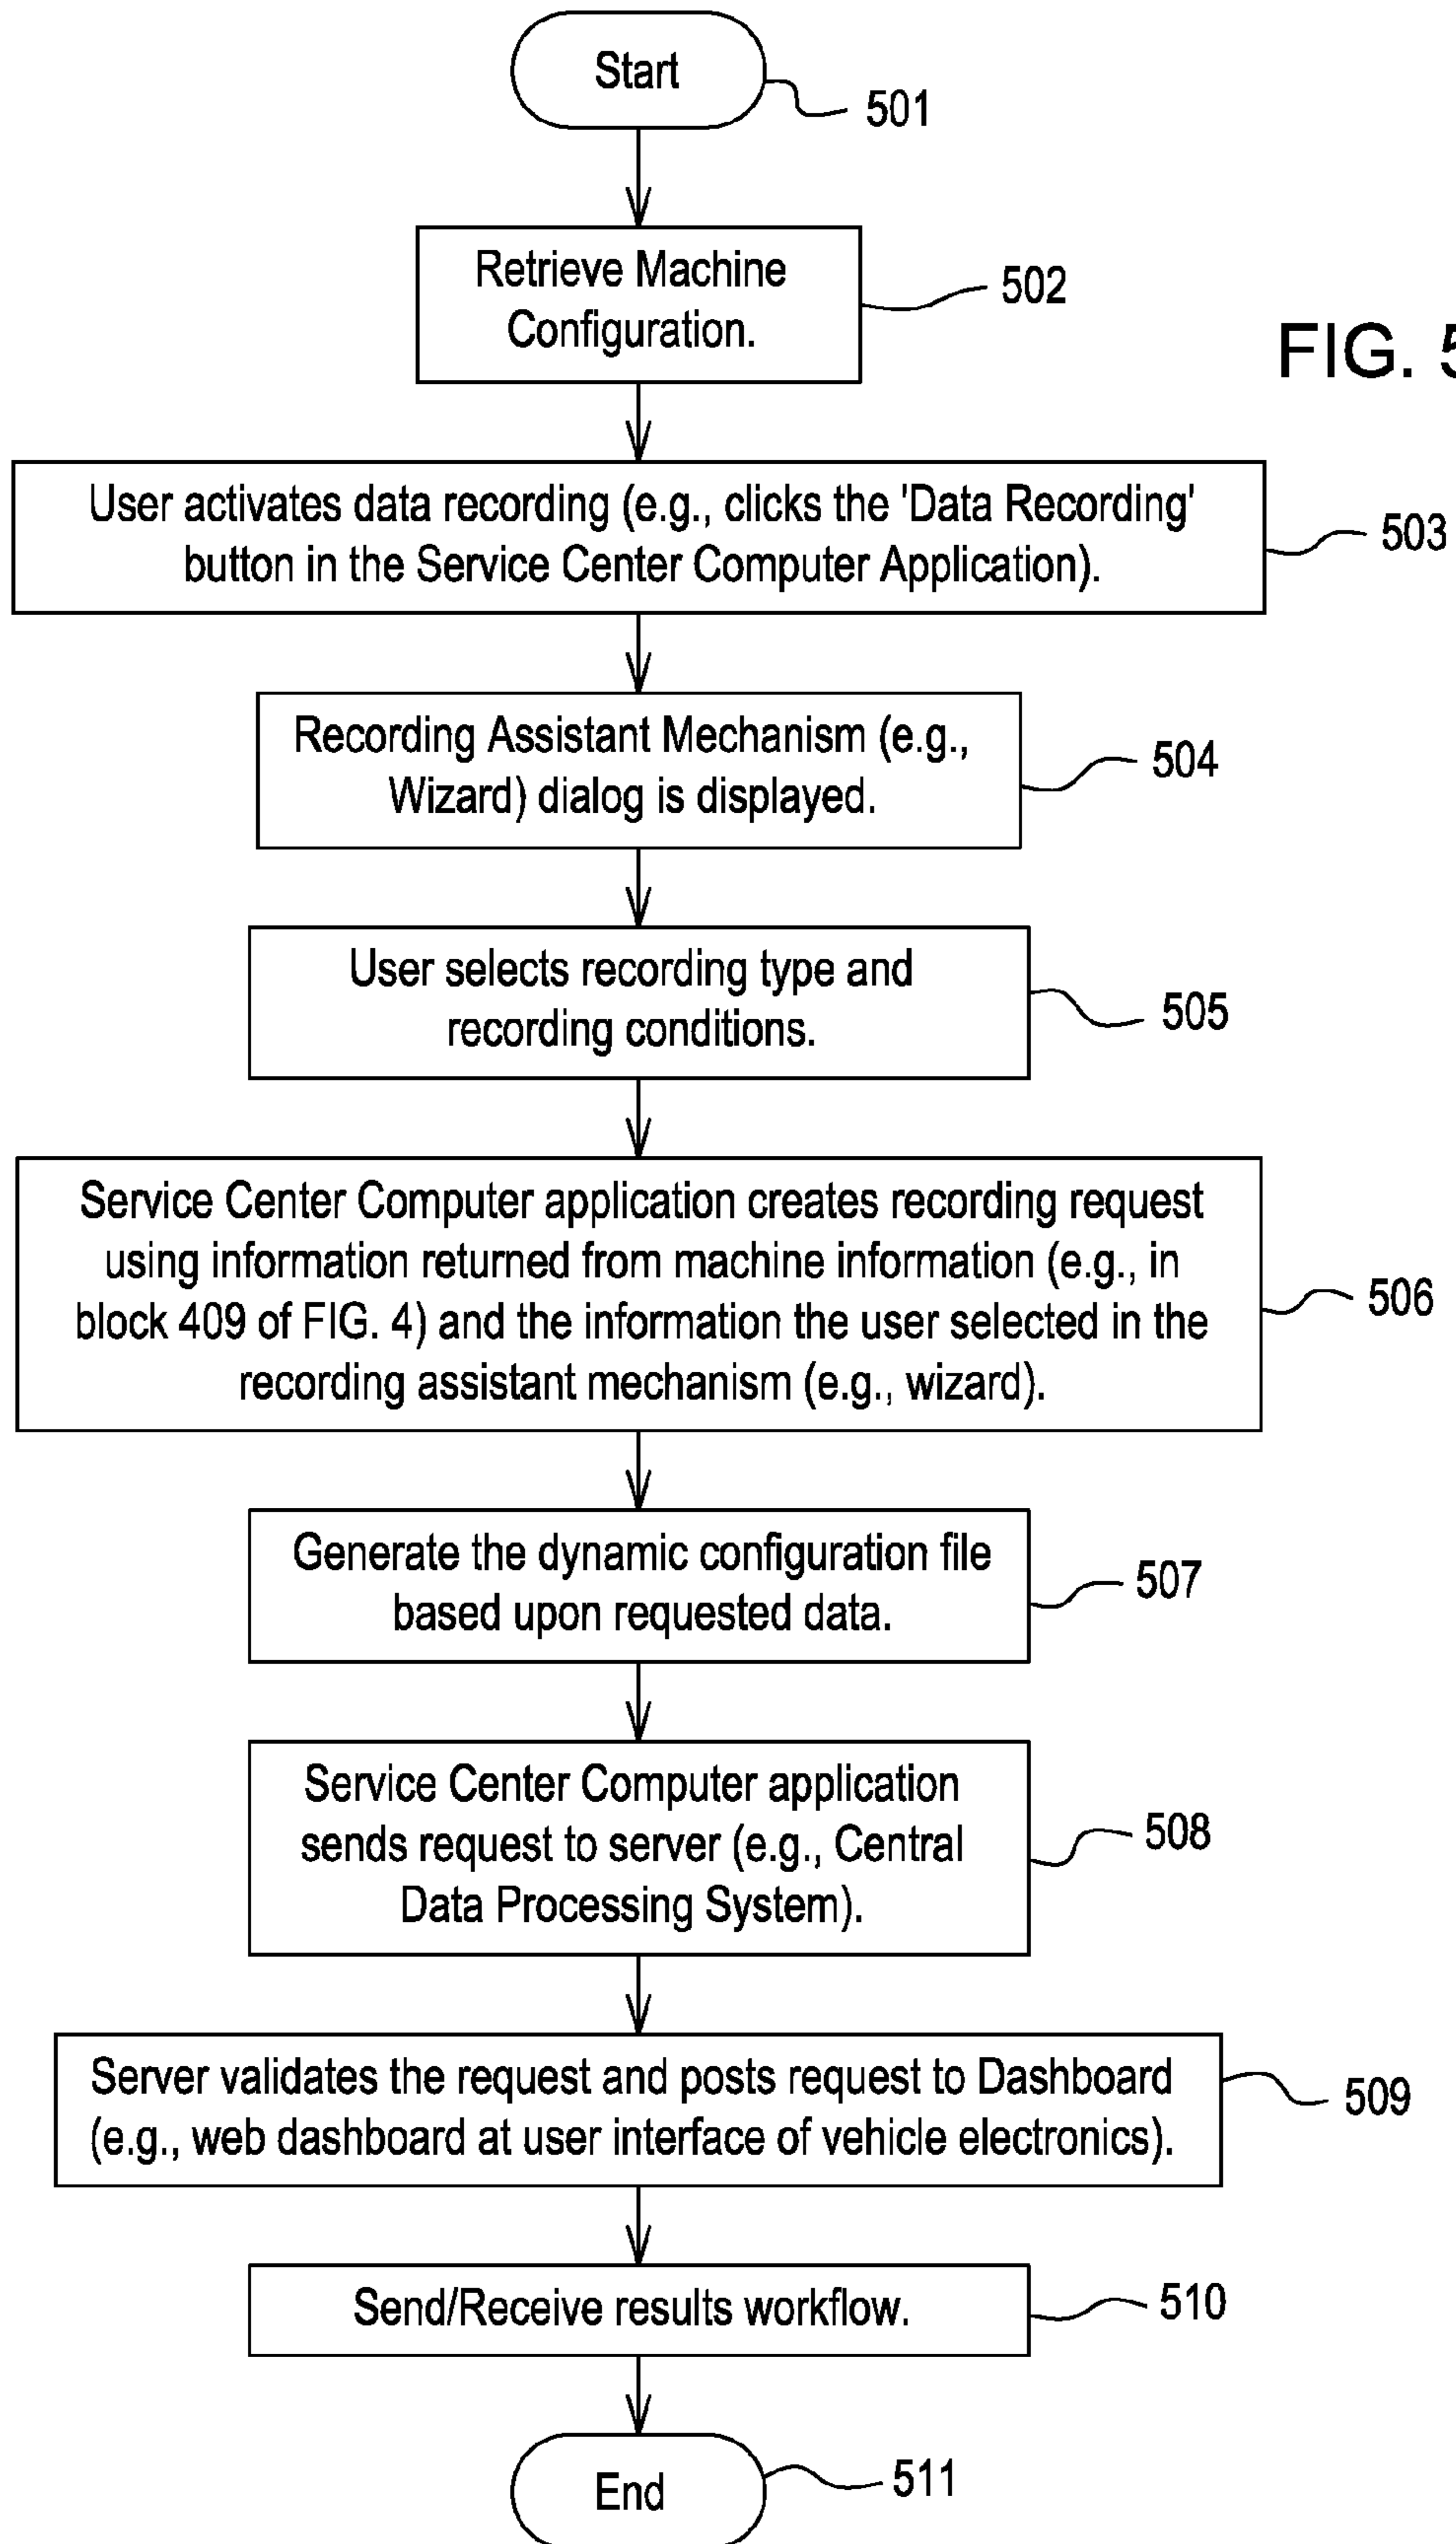 Start
501
Retrieve Machine
Configuration.
502
FIG. 5
User activates data recording (e.g., clicks the 'Data Recording'
button in the Service Center Computer Application).
503
Recording Assistant Mechanism (e.g.,
Wizard) dialog is displayed.
504
User selects recording type and
recording conditions.
505
Service Center Computer application creates recording request
using information returned from machine information (e.g., in
block 409 of FIG. 4) and the information the user selected in the
recording assistant mechanism (e.g., wizard).
506
Generate the dynamic configuration file
based upon requested data.
507
Service Center Computer application
sends request to server (e.g., Central
Data Processing System).
508
Server validates the request and posts request to Dashboard
(e.g., web dashboard at user interface of vehicle electronics).
509
Send/Receive results workflow.
510
End
511